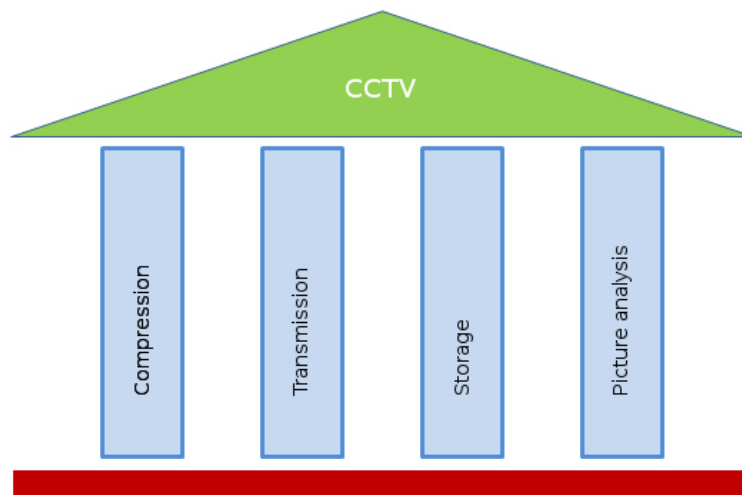 CCTV
Compression
Transmission
Storage
Picture analysis